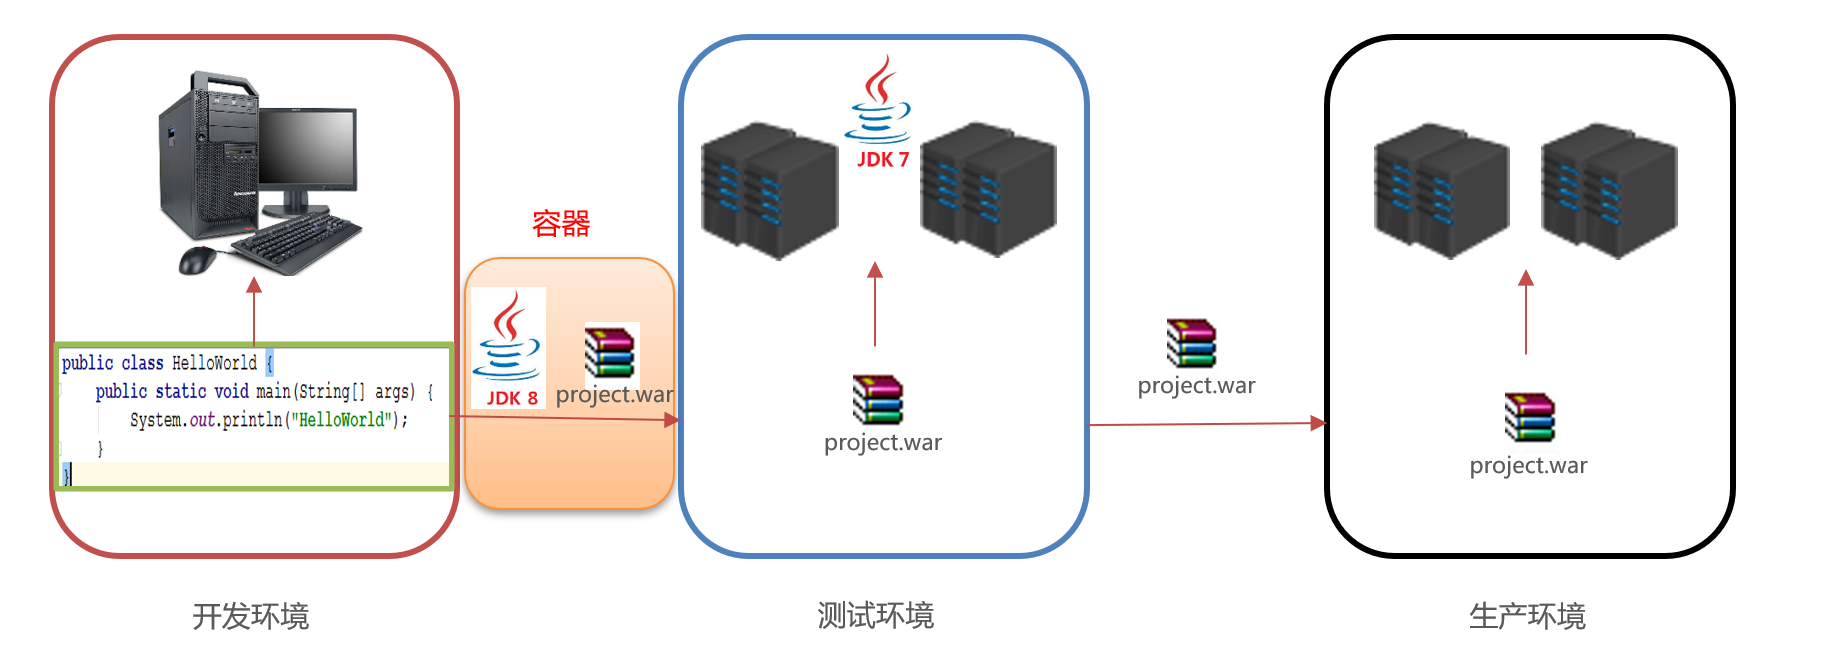 JDK 7
容器
public class HelloWorld {
public static void main(String[] args) {
System.out.println("HelloWorld");
}
}
JDK 8
project.war
project.war
project.war
project.war
开发环境
测试环境
生产环境